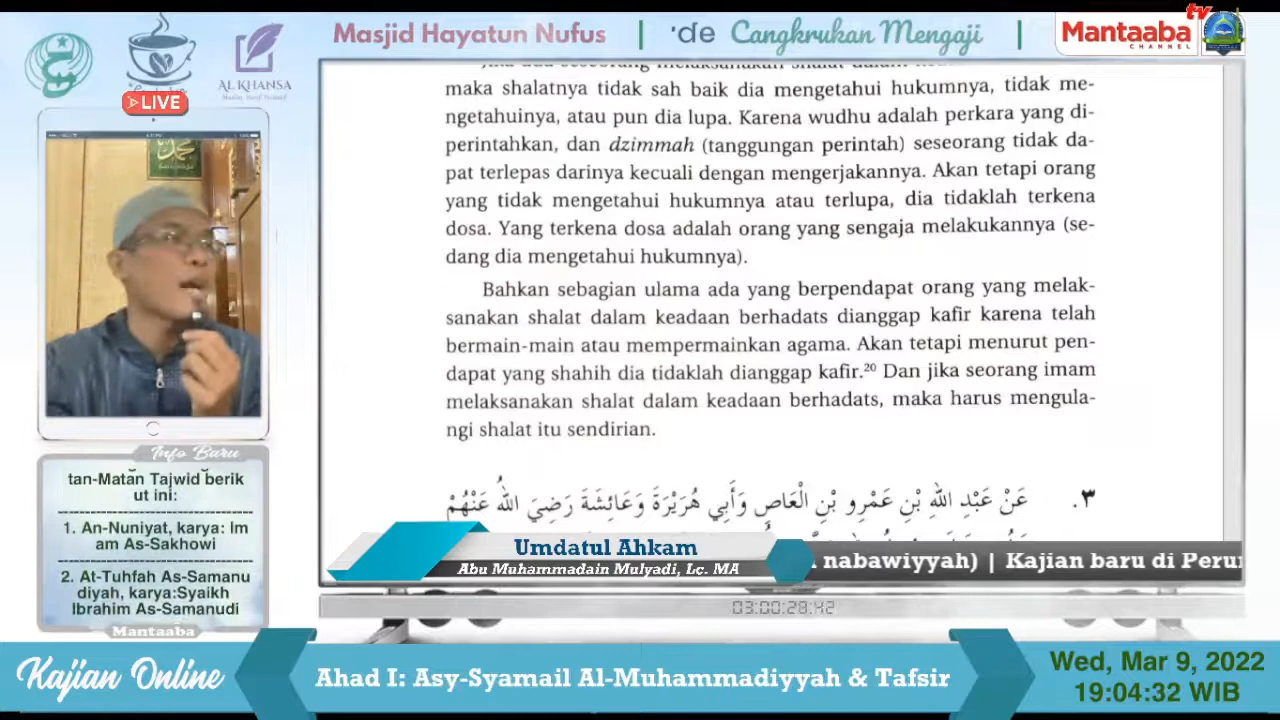 Masjid Hayatun Nufus | 'de Cangkrukan Mengaji |
Mantaaba tv
CHANNEL
AL KHANSA
LIVE
maka shalatnya tidak sah baik dia mengetahui hukumnya, tidak me-
ngetahuinya, atau pun dia lupa. Karena wudhu adalah perkara yang di-
perintahkan, dan dzimmah (tanggungan perintah) seseorang tidak da-
pat terlepas darinya kecuali dengan mengerjakannya. Akan tetapi orang
yang tidak mengetahui hukumnya atau terlupa, dia tidaklah terkena
dosa. Yang terkena dosa adalah orang yang sengaja melakukannya (se-
dang dia mengetahui hukumnya).
Bahkan sebagian ulama ada yang berpendapat orang yang melak-
sanakan shalat dalam keadaan berhadats dianggap kafir karena telah
bermain-main atau mempermainkan agama. Akan tetapi menurut pen-
dapat yang shahih dia tidaklah dianggap kafir.²⁰ Dan jika seorang imam
melaksanakan shalat dalam keadaan berhadats, maka harus mengula-
ngi shalat itu sendirian.
٣. عَنْ عَبْدِ اللهِ بْنِ عَمْرِو بْنِ الْعَاصِ وَأَبِي هُرَيْرَةَ وَعَائِشَةَ رَضِيَ اللهُ عَنْهُمْ
Info Baru
tan-Matan Tajwid berik
ut ini:
1. An-Nuniyat, karya: Im
am As-Sakhowi
2. At-Tuhfah As-Samanu
diyah, karya:Syaikh
Ibrahim As-Samanudi
Mantaaba
Umdatul Ahkam
Abu Muhammadain Mulyadi, Lc. MA
nabawiyyah) | Kajian baru di Peru
03:00:28:42
Kajian Online
Ahad I: Asy-Syamail Al-Muhammadiyyah & Tafsir
Wed, Mar 9, 2022
19:04:32 WIB